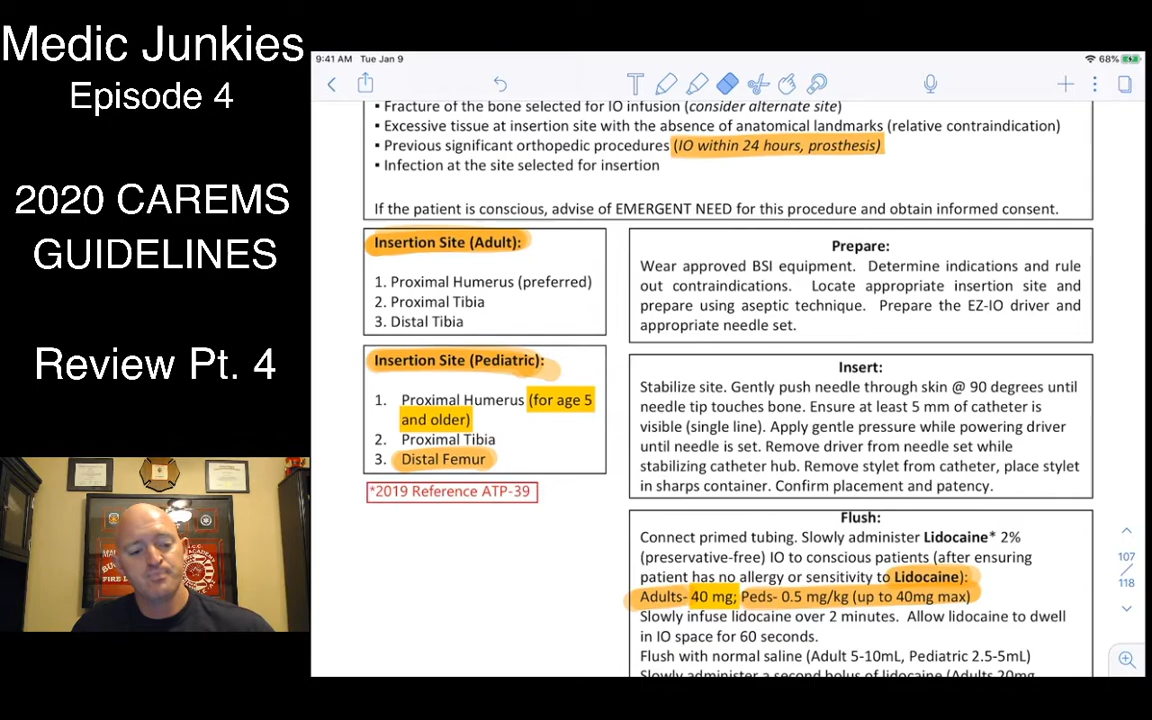 Medic Junkies
Episode 4
2020 CAREMS
GUIDELINES
Review Pt. 4
9:41 AM Tue Jan 9
68%
▪ Fracture of the bone selected for IO infusion (consider alternate site)
▪ Excessive tissue at insertion site with the absence of anatomical landmarks (relative contraindication)
▪ Previous significant orthopedic procedures (IO within 24 hours, prosthesis)
▪ Infection at the site selected for insertion
If the patient is conscious, advise of EMERGENT NEED for this procedure and obtain informed consent.
Insertion Site (Adult):
1. Proximal Humerus (preferred)
2. Proximal Tibia
3. Distal Tibia
Insertion Site (Pediatric):
1. Proximal Humerus (for age 5
and older)
2. Proximal Tibia
3. Distal Femur
*2019 Reference ATP-39
Prepare:
Wear approved BSI equipment. Determine indications and rule
out contraindications. Locate appropriate insertion site and
prepare using aseptic technique. Prepare the EZ-IO driver and
appropriate needle set.
Insert:
Stabilize site. Gently push needle through skin @ 90 degrees until
needle tip touches bone. Ensure at least 5 mm of catheter is
visible (single line). Apply gentle pressure while powering driver
until needle is set. Remove driver from needle set while
stabilizing catheter hub. Remove stylet from catheter, place stylet
in sharps container. Confirm placement and patency.
Flush:
Connect primed tubing. Slowly administer Lidocaine* 2%
(preservative-free) IO to conscious patients (after ensuring
patient has no allergy or sensitivity to Lidocaine):
Adults- 40 mg; Peds- 0.5 mg/kg (up to 40mg max)
Slowly infuse lidocaine over 2 minutes. Allow lidocaine to dwell
in IO space for 60 seconds.
Flush with normal saline (Adult 5-10mL, Pediatric 2.5-5mL)
Slowly administer a second bolus of lidocaine (Adults 20mg
107
118